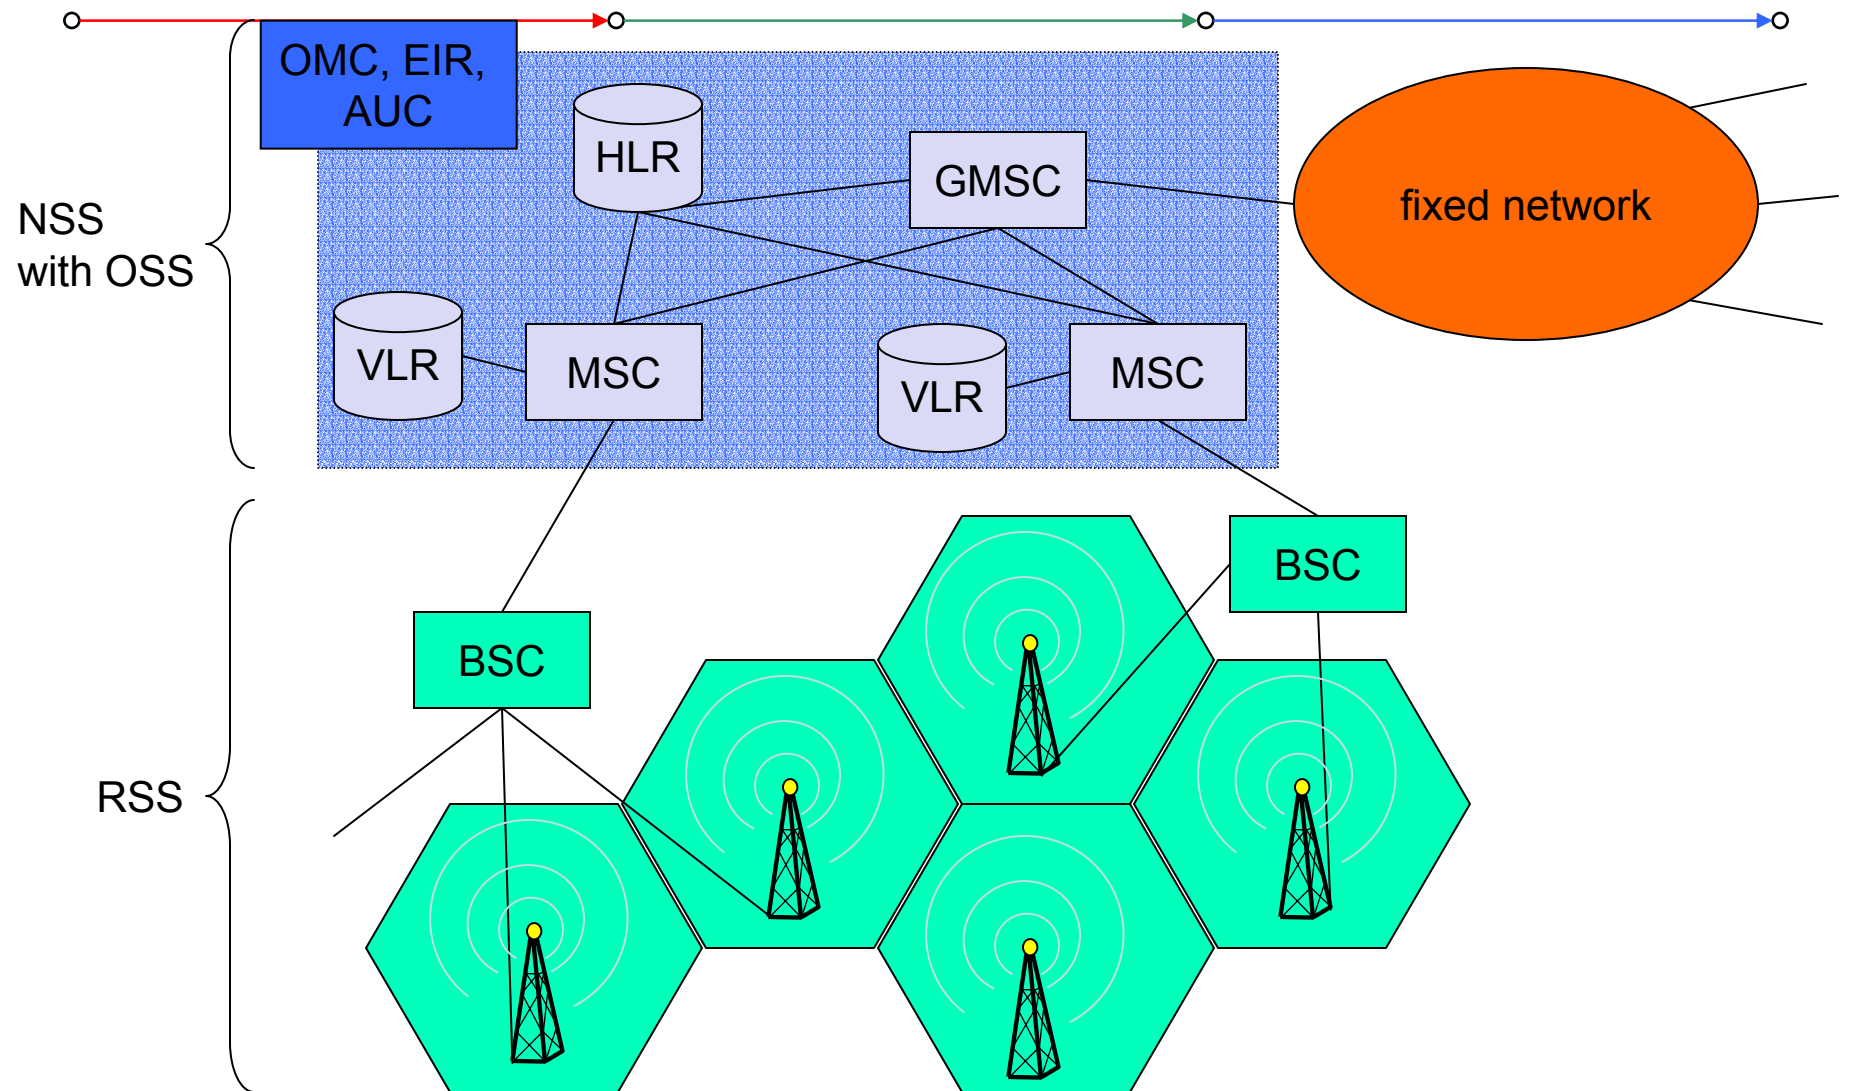 OMC, EIR,
AUC
HLR
GMSC
fixed network
NSS
with OSS
VLR
MSC
VLR
MSC
BSC
BSC
RSS